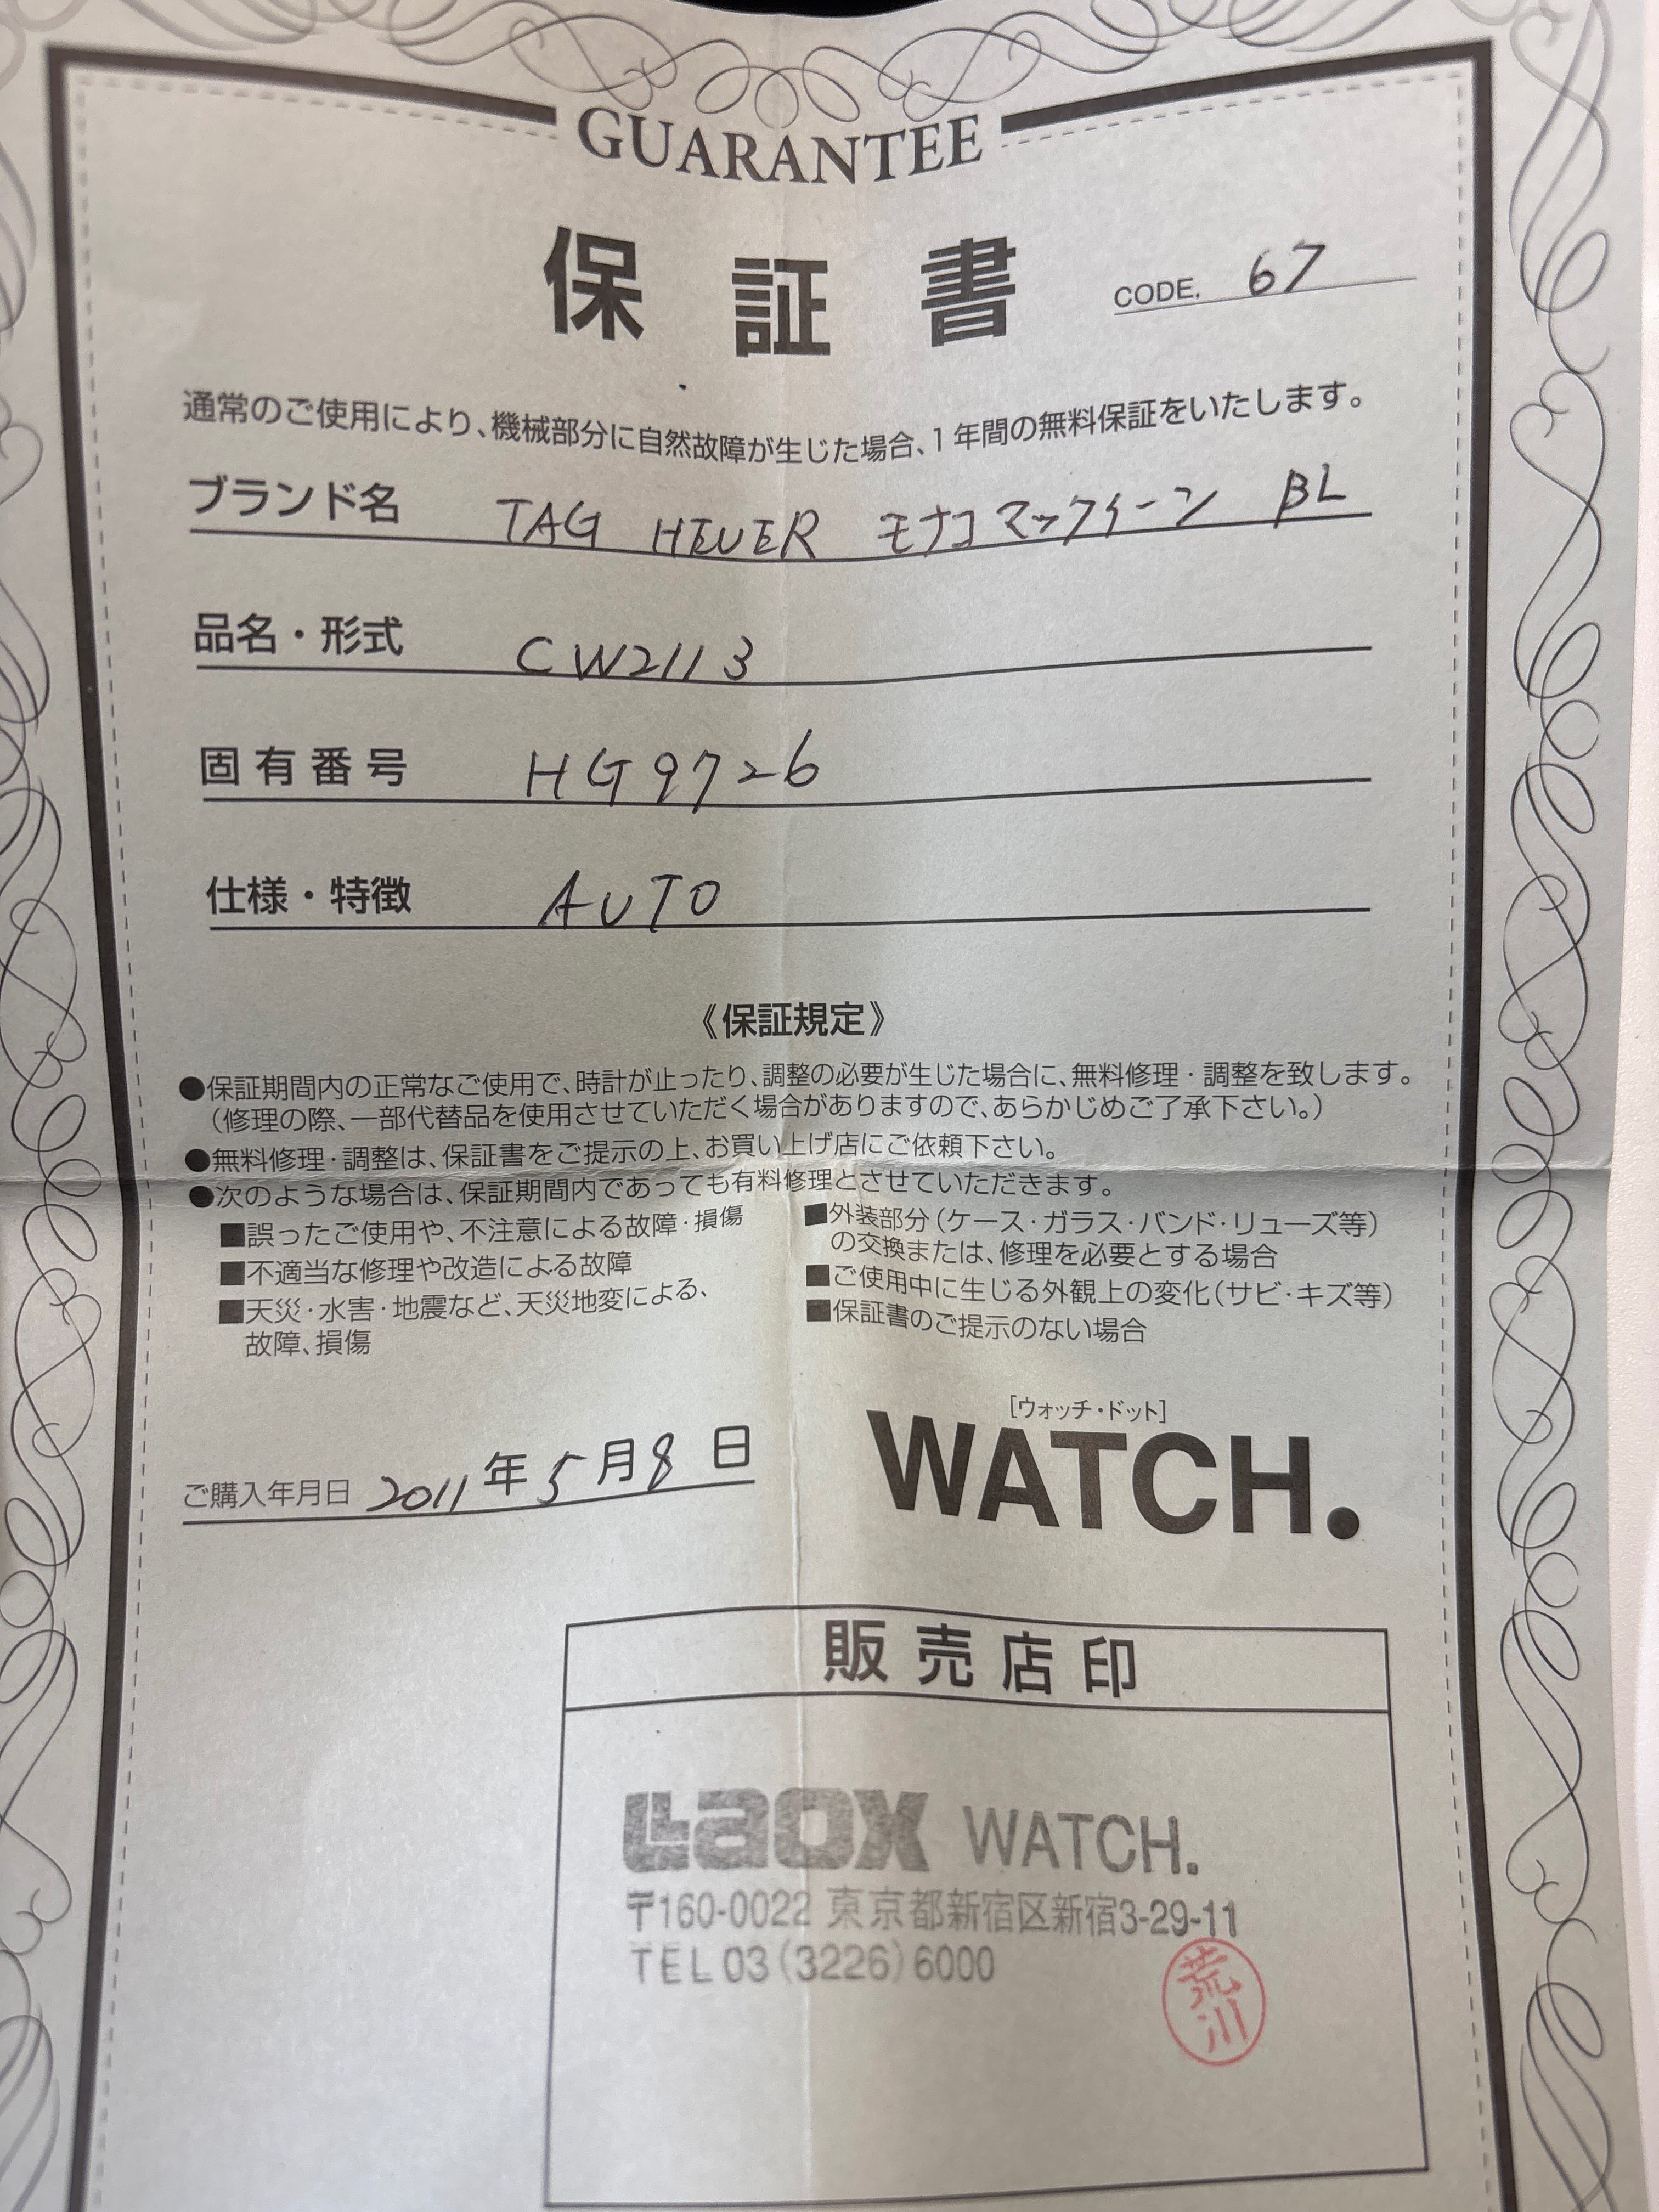 GUARANTEE
保証書
CODE. 67
通常のご使用により、機械部分に自然故障が生じた場合、1年間の無料保証をいたします。
ブランド名 TAG HEUER モナコマックィーン BL
品名・形式 CW2113
固有番号 HG9726
仕様・特徴 AUTO
《保証規定》
●保証期間内の正常なご使用で、時計が止ったり、調整の必要が生じた場合に、無料修理・調整を致します。
（修理の際、一部代替品を使用させていただく場合がありますので、あらかじめご了承下さい。）
●無料修理・調整は、保証書をご提示の上、お買い上げ店にご依頼下さい。
●次のような場合は、保証期間内であっても有料修理とさせていただきます。
■誤ったご使用や、不注意による故障・損傷
■不適当な修理や改造による故障
■天災・水害・地震など、天災地変による、
故障、損傷
■外装部分（ケース・ガラス・バンド・リューズ等）
の交換または、修理を必要とする場合
■ご使用中に生じる外観上の変化（サビ・キズ等）
■保証書のご提示のない場合
ご購入年月日 2011年5月8日
[ウォッチ・ドット]
WATCH.
販売店印
Laox WATCH.
〒160-0022 東京都新宿区新宿3-29-11
TEL 03(3226)6000
荒川